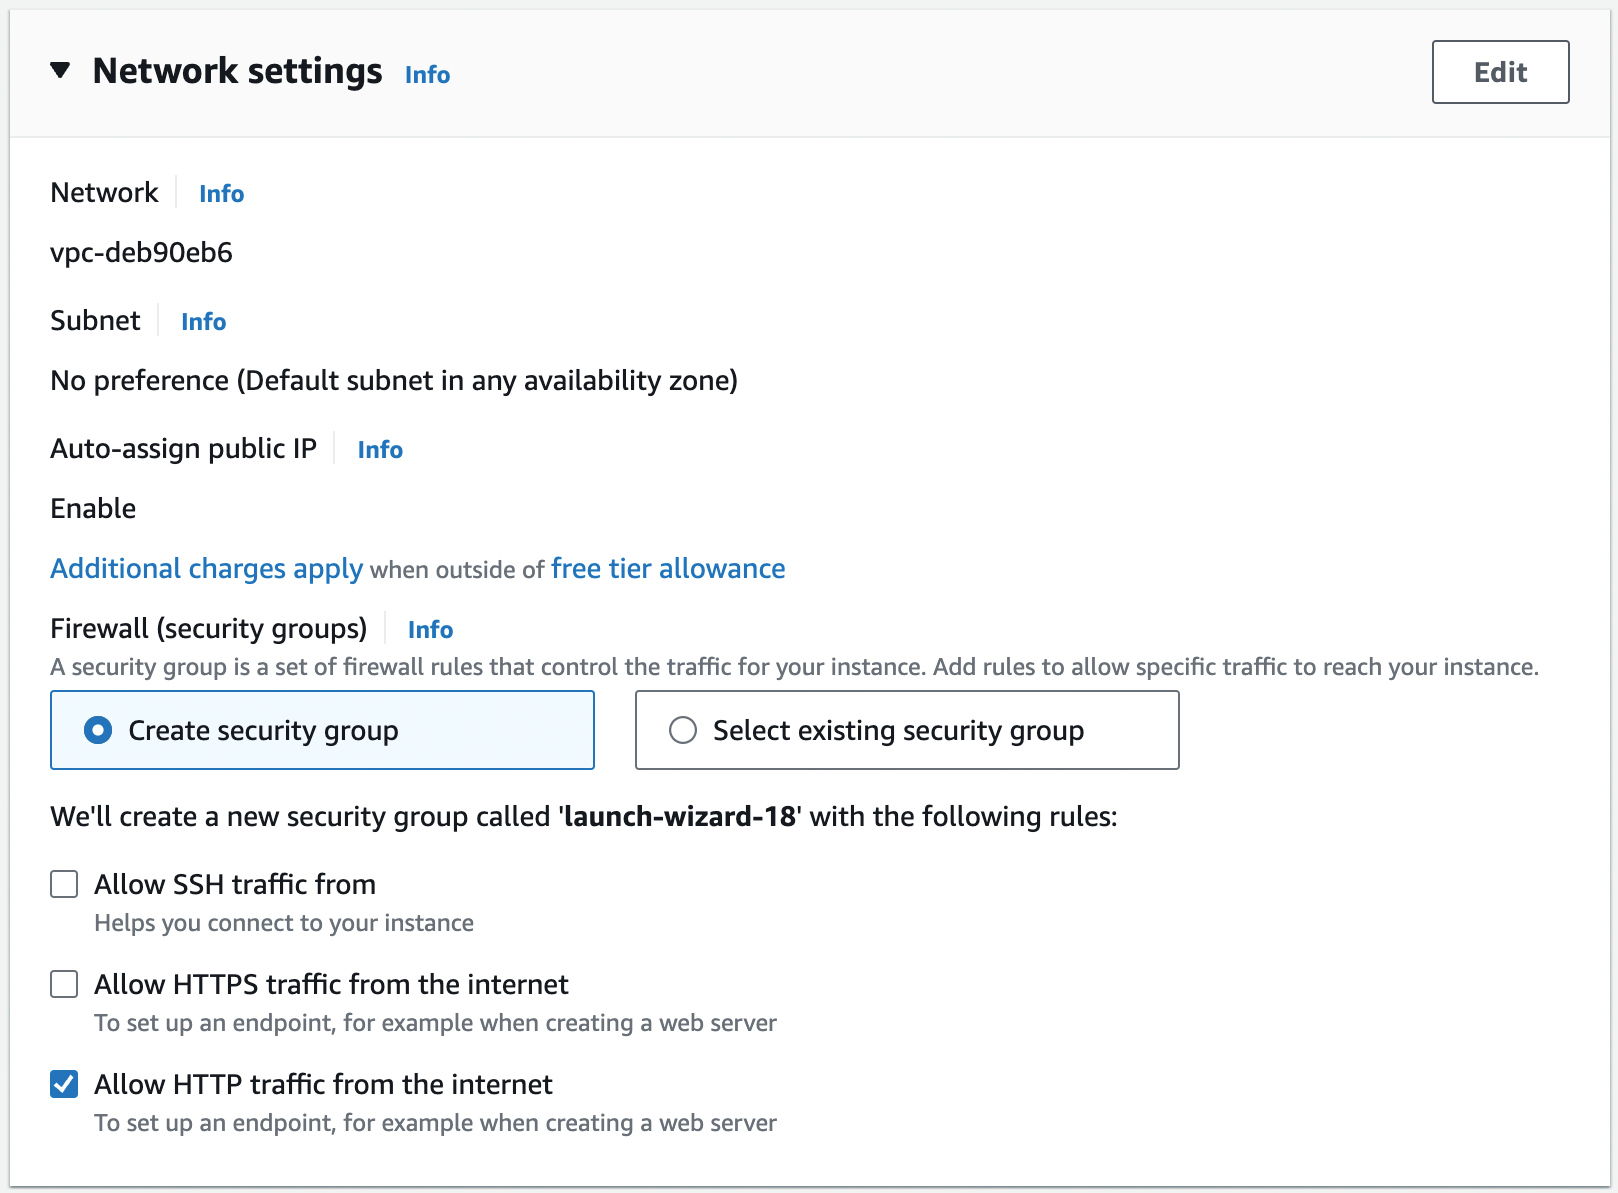 Network settings Info
Edit
Network Info
vpc-deb90eb6
Subnet Info
No preference (Default subnet in any availability zone)
Auto-assign public IP Info
Enable
Additional charges apply when outside of free tier allowance
Firewall (security groups) Info
A security group is a set of firewall rules that control the traffic for your instance. Add rules to allow specific traffic to reach your instance.
Create security group
Select existing security group
We'll create a new security group called 'launch-wizard-18' with the following rules:
Allow SSH traffic from
Helps you connect to your instance
Allow HTTPS traffic from the internet
To set up an endpoint, for example when creating a web server
Allow HTTP traffic from the internet
To set up an endpoint, for example when creating a web server